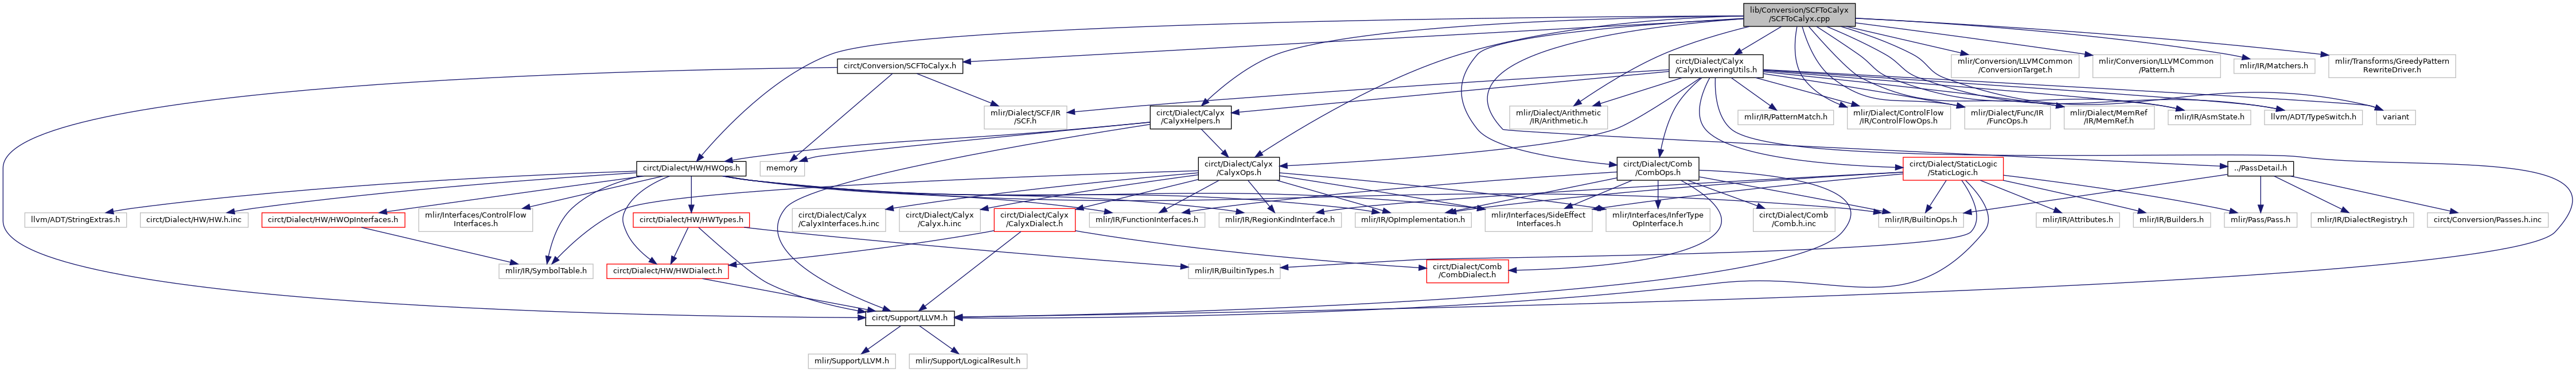 lib/Conversion/SCFToCalyx
/SCFToCalyx.cpp
circt/Conversion/SCFToCalyx.h
circt/Dialect/Calyx
/CalyxLoweringUtils.h
mlir/Conversion/LLVMCommon
/ConversionTarget.h
mlir/Conversion/LLVMCommon
/Pattern.h
mlir/IR/Matchers.h
mlir/Transforms/GreedyPattern
RewriteDriver.h
mlir/Dialect/SCF/IR
/SCF.h
circt/Dialect/Calyx
/CalyxHelpers.h
mlir/Dialect/Arithmetic
/IR/Arithmetic.h
mlir/IR/PatternMatch.h
mlir/Dialect/ControlFlow
/IR/ControlFlowOps.h
mlir/Dialect/Func/IR
/FuncOps.h
mlir/Dialect/MemRef
/IR/MemRef.h
mlir/IR/AsmState.h
llvm/ADT/TypeSwitch.h
variant
circt/Dialect/HW/HWOps.h
memory
circt/Dialect/Calyx
/CalyxOps.h
circt/Dialect/Comb
/CombOps.h
circt/Dialect/StaticLogic
/StaticLogic.h
../PassDetail.h
llvm/ADT/StringExtras.h
circt/Dialect/HW/HW.h.inc
circt/Dialect/HW/HWOpInterfaces.h
mlir/Interfaces/ControlFlow
Interfaces.h
circt/Dialect/HW/HWTypes.h
circt/Dialect/Calyx
/CalyxInterfaces.h.inc
circt/Dialect/Calyx
/Calyx.h.inc
circt/Dialect/Calyx
/CalyxDialect.h
mlir/IR/FunctionInterfaces.h
mlir/IR/RegionKindInterface.h
mlir/IR/OpImplementation.h
mlir/Interfaces/SideEffect
Interfaces.h
mlir/Interfaces/InferType
OpInterface.h
circt/Dialect/Comb
/Comb.h.inc
mlir/IR/BuiltinOps.h
mlir/IR/Attributes.h
mlir/IR/Builders.h
mlir/Pass/Pass.h
mlir/IR/DialectRegistry.h
circt/Conversion/Passes.h.inc
mlir/IR/SymbolTable.h
circt/Dialect/HW/HWDialect.h
mlir/IR/BuiltinTypes.h
circt/Dialect/Comb
/CombDialect.h
circt/Support/LLVM.h
mlir/Support/LLVM.h
mlir/Support/LogicalResult.h